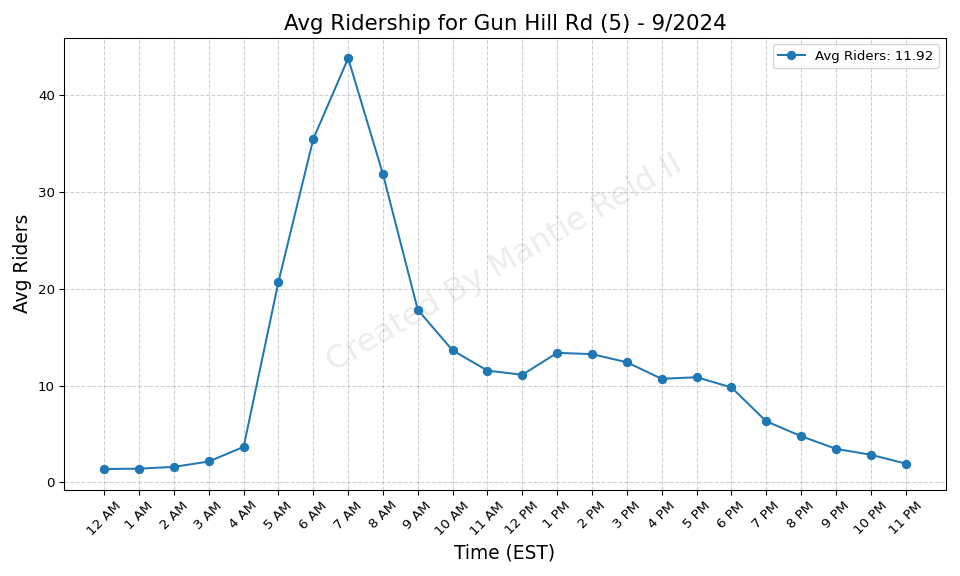 Avg Ridership for Gun Hill Rd (5) - 9/2024
Avg Riders: 11.92
Avg Riders
40
30
20
10
0
Created By Mantie Reid II
12 AM
1 AM
2 AM
3 AM
4 AM
5 AM
6 AM
7 AM
8 AM
9 AM
10 AM
11 AM
12 PM
1 PM
2 PM
3 PM
4 PM
5 PM
6 PM
7 PM
8 PM
9 PM
10 PM
11 PM
Time (EST)